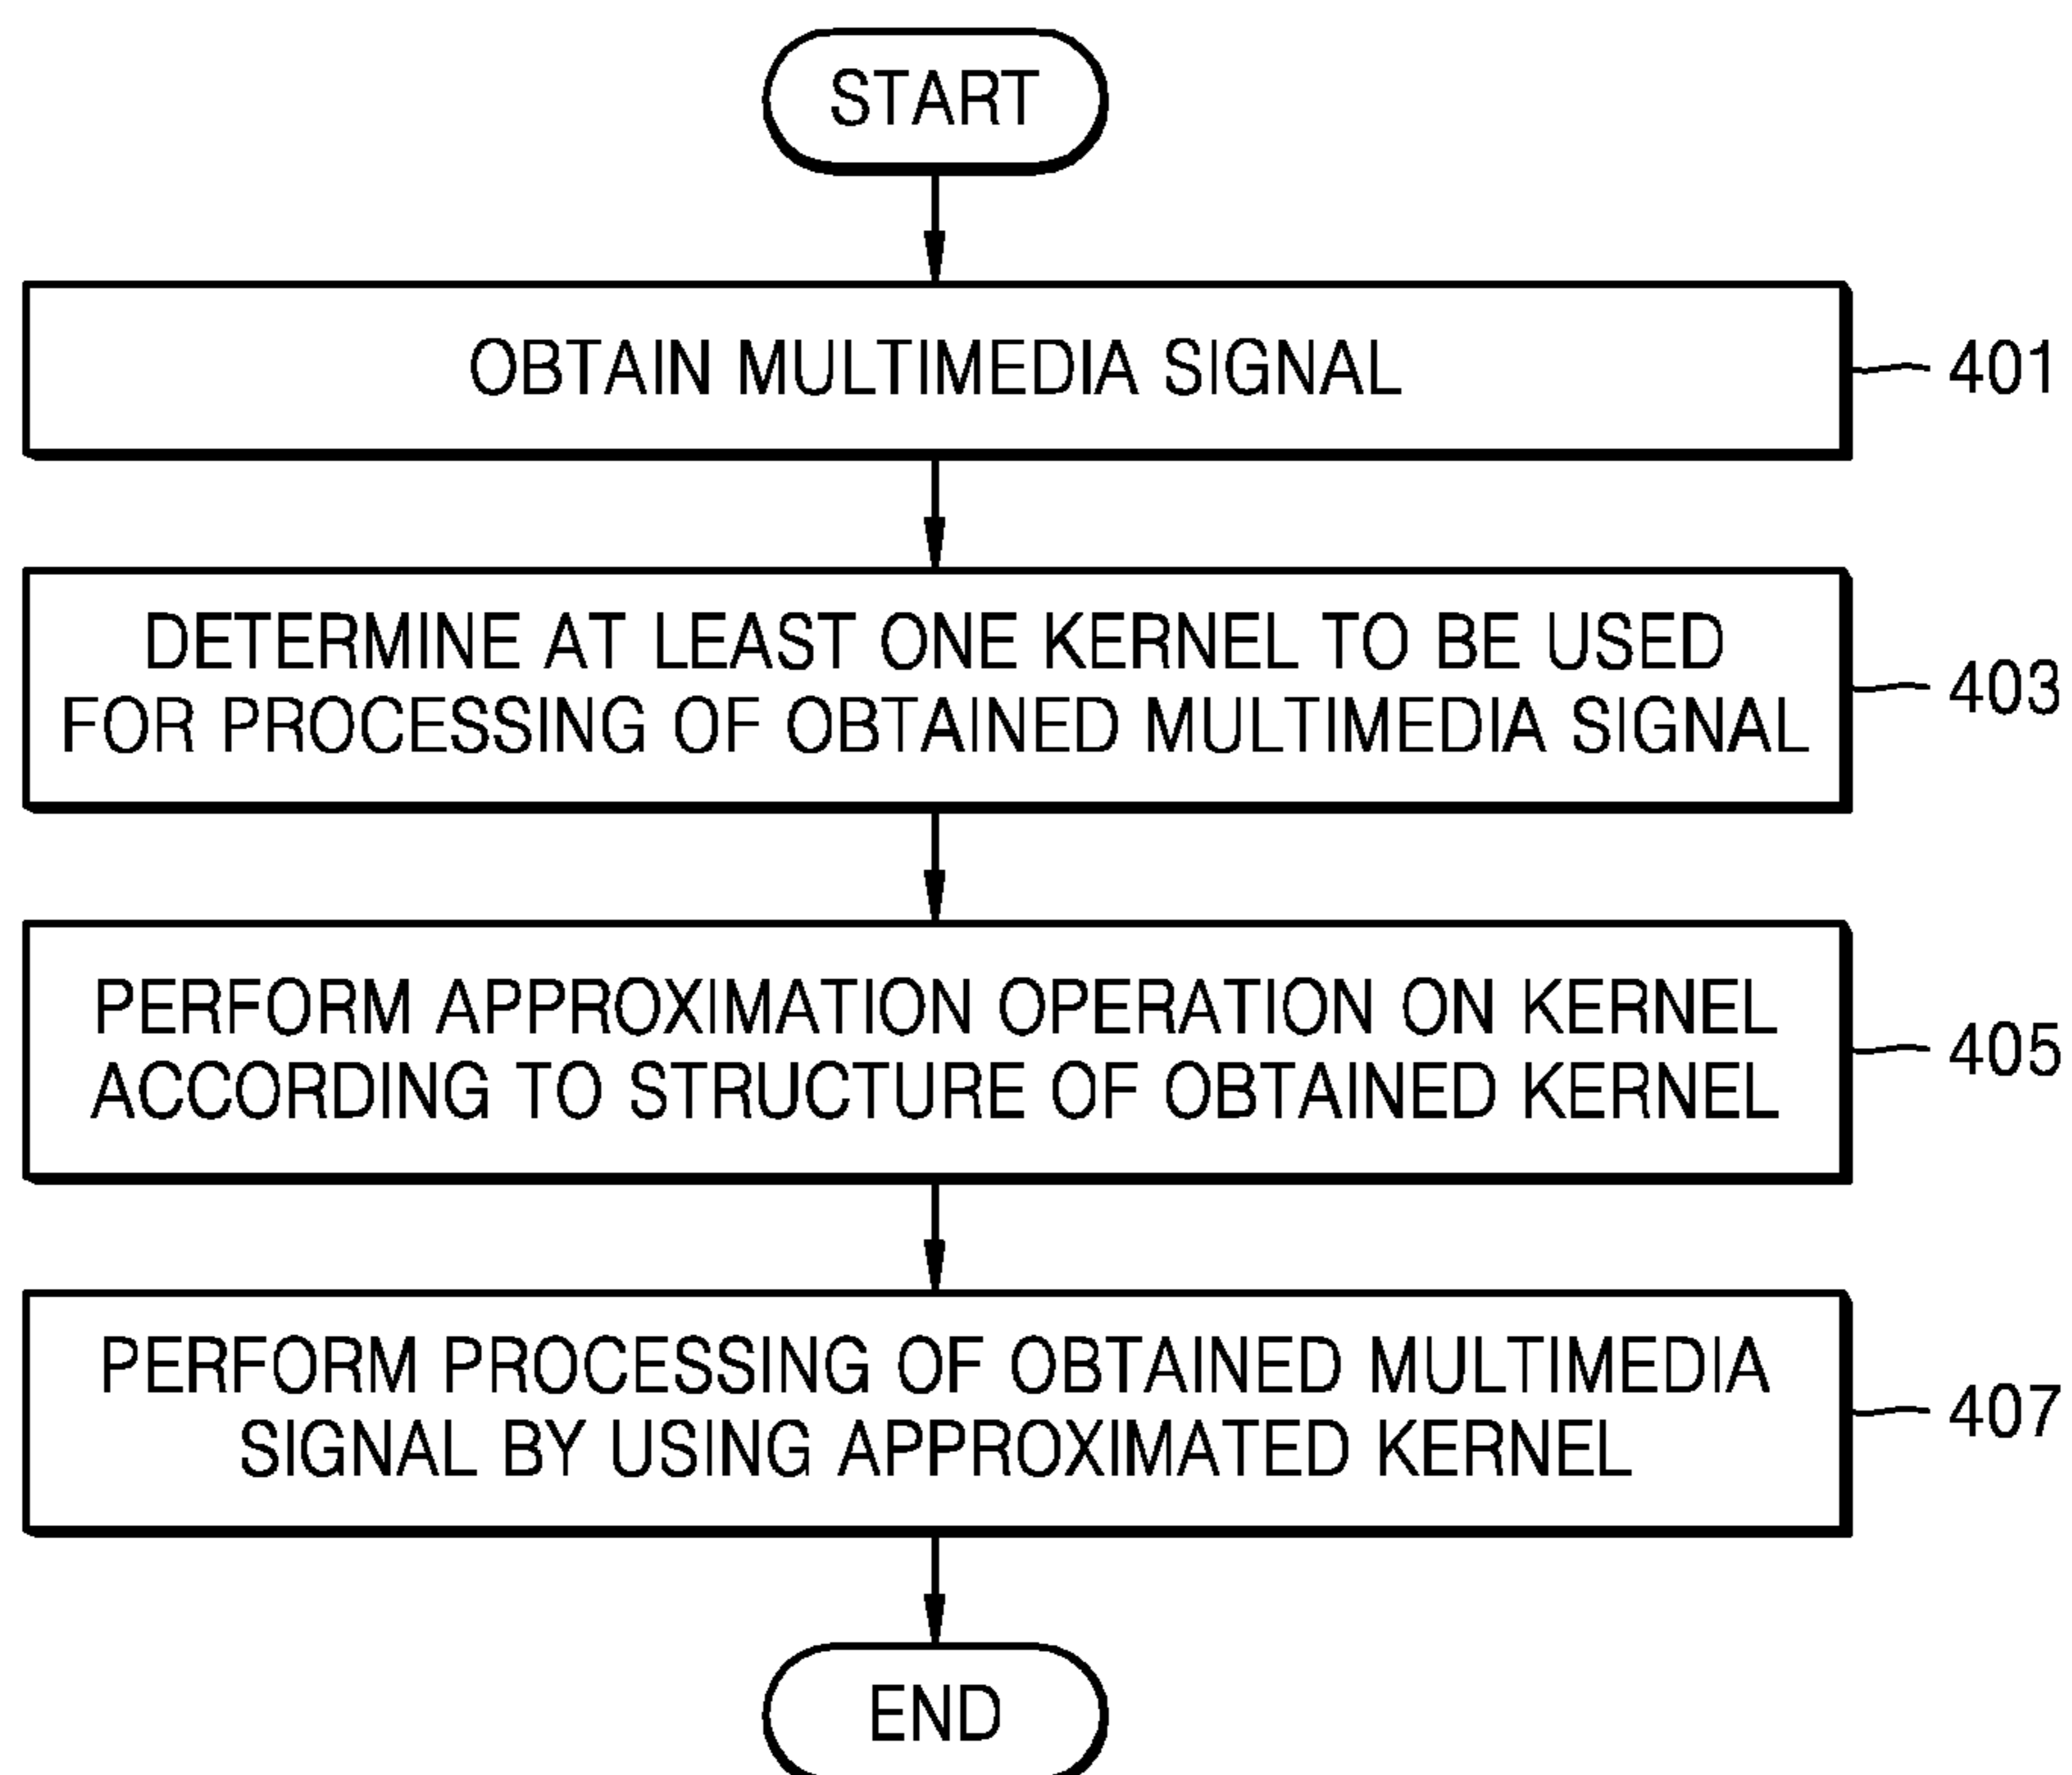 START
OBTAIN MULTIMEDIA SIGNAL
401
DETERMINE AT LEAST ONE KERNEL TO BE USED
FOR PROCESSING OF OBTAINED MULTIMEDIA SIGNAL
403
PERFORM APPROXIMATION OPERATION ON KERNEL
ACCORDING TO STRUCTURE OF OBTAINED KERNEL
405
PERFORM PROCESSING OF OBTAINED MULTIMEDIA
SIGNAL BY USING APPROXIMATED KERNEL
407
END